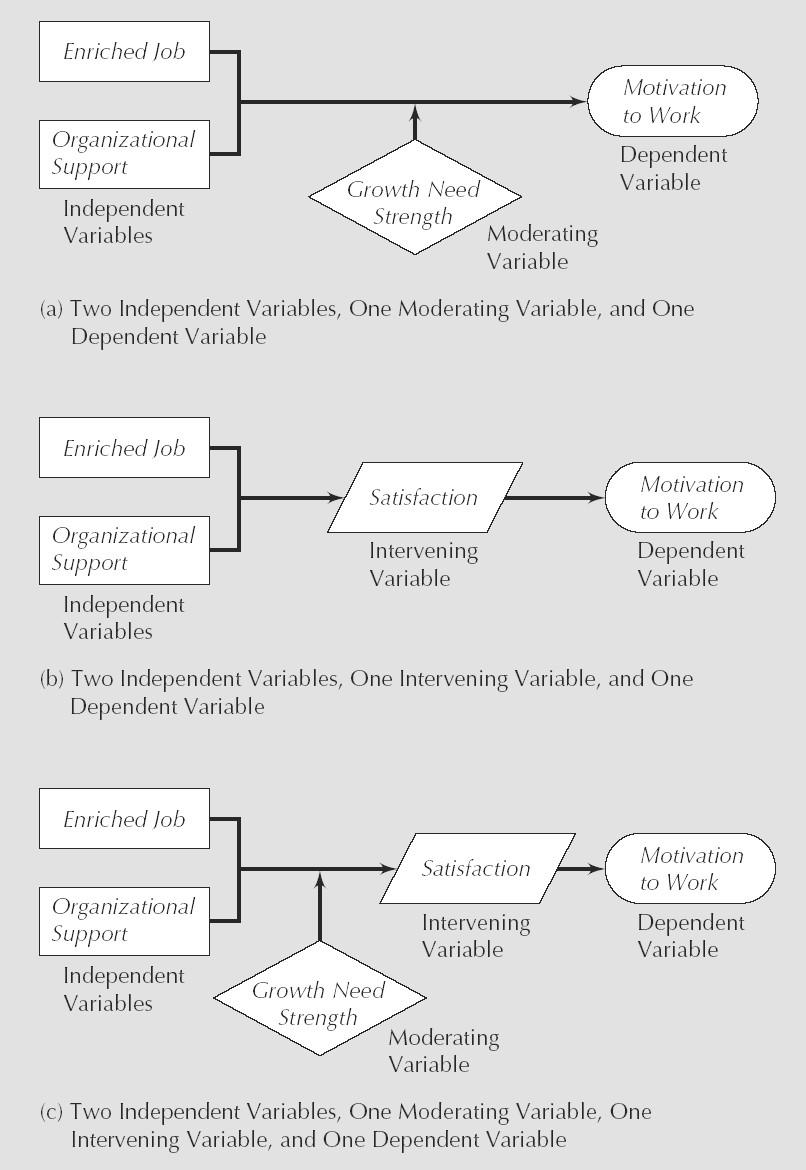 Enriched Job
Organizational
Support
Independent
Variables
Growth Need
Strength
Moderating
Variable
Motivation
to Work
Dependent
Variable
(a) Two Independent Variables, One Moderating Variable, and One
Dependent Variable
Enriched Job
Organizational
Support
Independent
Variables
Satisfaction
Intervening
Variable
Motivation
to Work
Dependent
Variable
(b) Two Independent Variables, One Intervening Variable, and One
Dependent Variable
Enriched Job
Organizational
Support
Independent
Variables
Growth Need
Strength
Moderating
Variable
Satisfaction
Intervening
Variable
Motivation
to Work
Dependent
Variable
(c) Two Independent Variables, One Moderating Variable, One
Intervening Variable, and One Dependent Variable